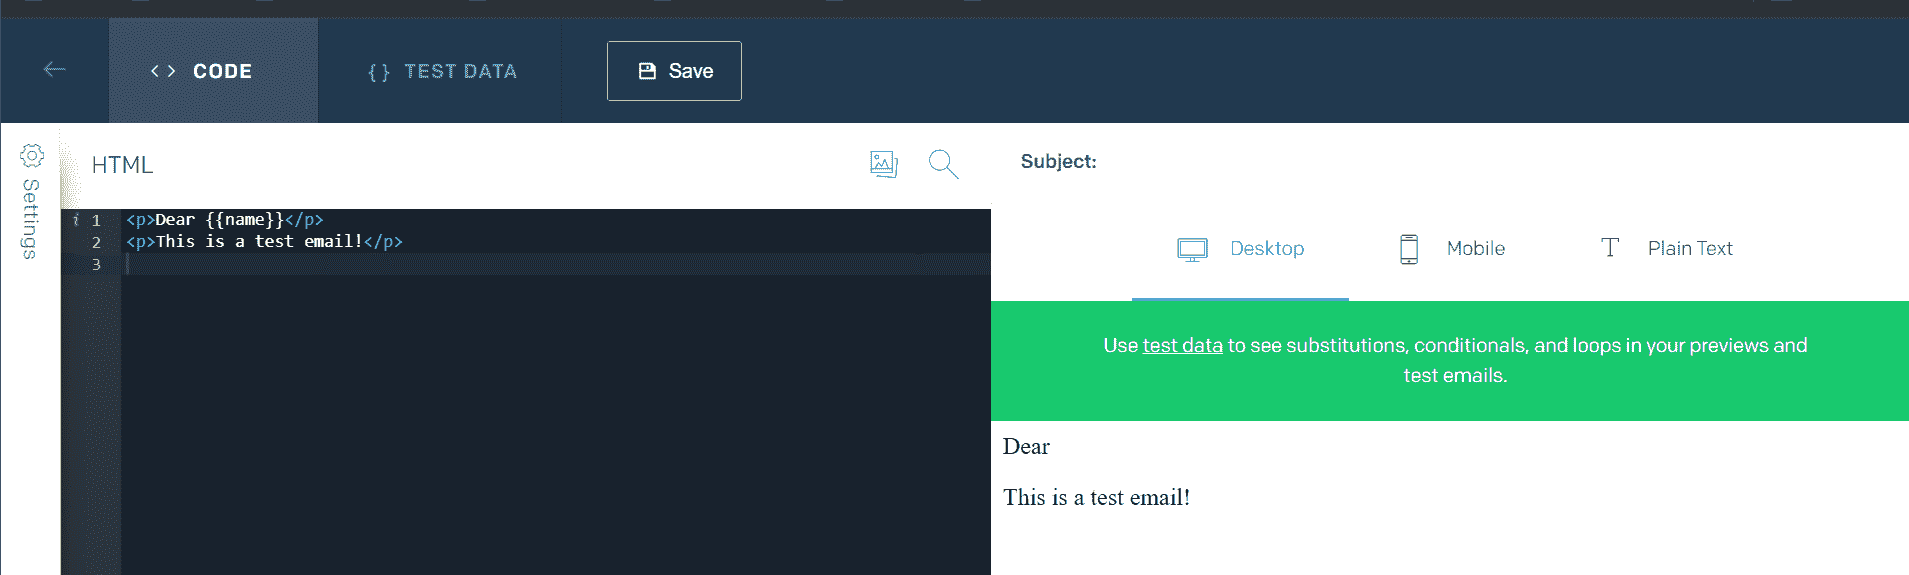 < > CODE
{ } TEST DATA
Save
Settings
HTML
i 1 <p>Dear {{name}}</p>
2 <p>This is a test email!</p>
3
Subject:
Desktop
Mobile
T Plain Text
Use test data to see substitutions, conditionals, and loops in your previews and
test emails.
Dear
This is a test email!